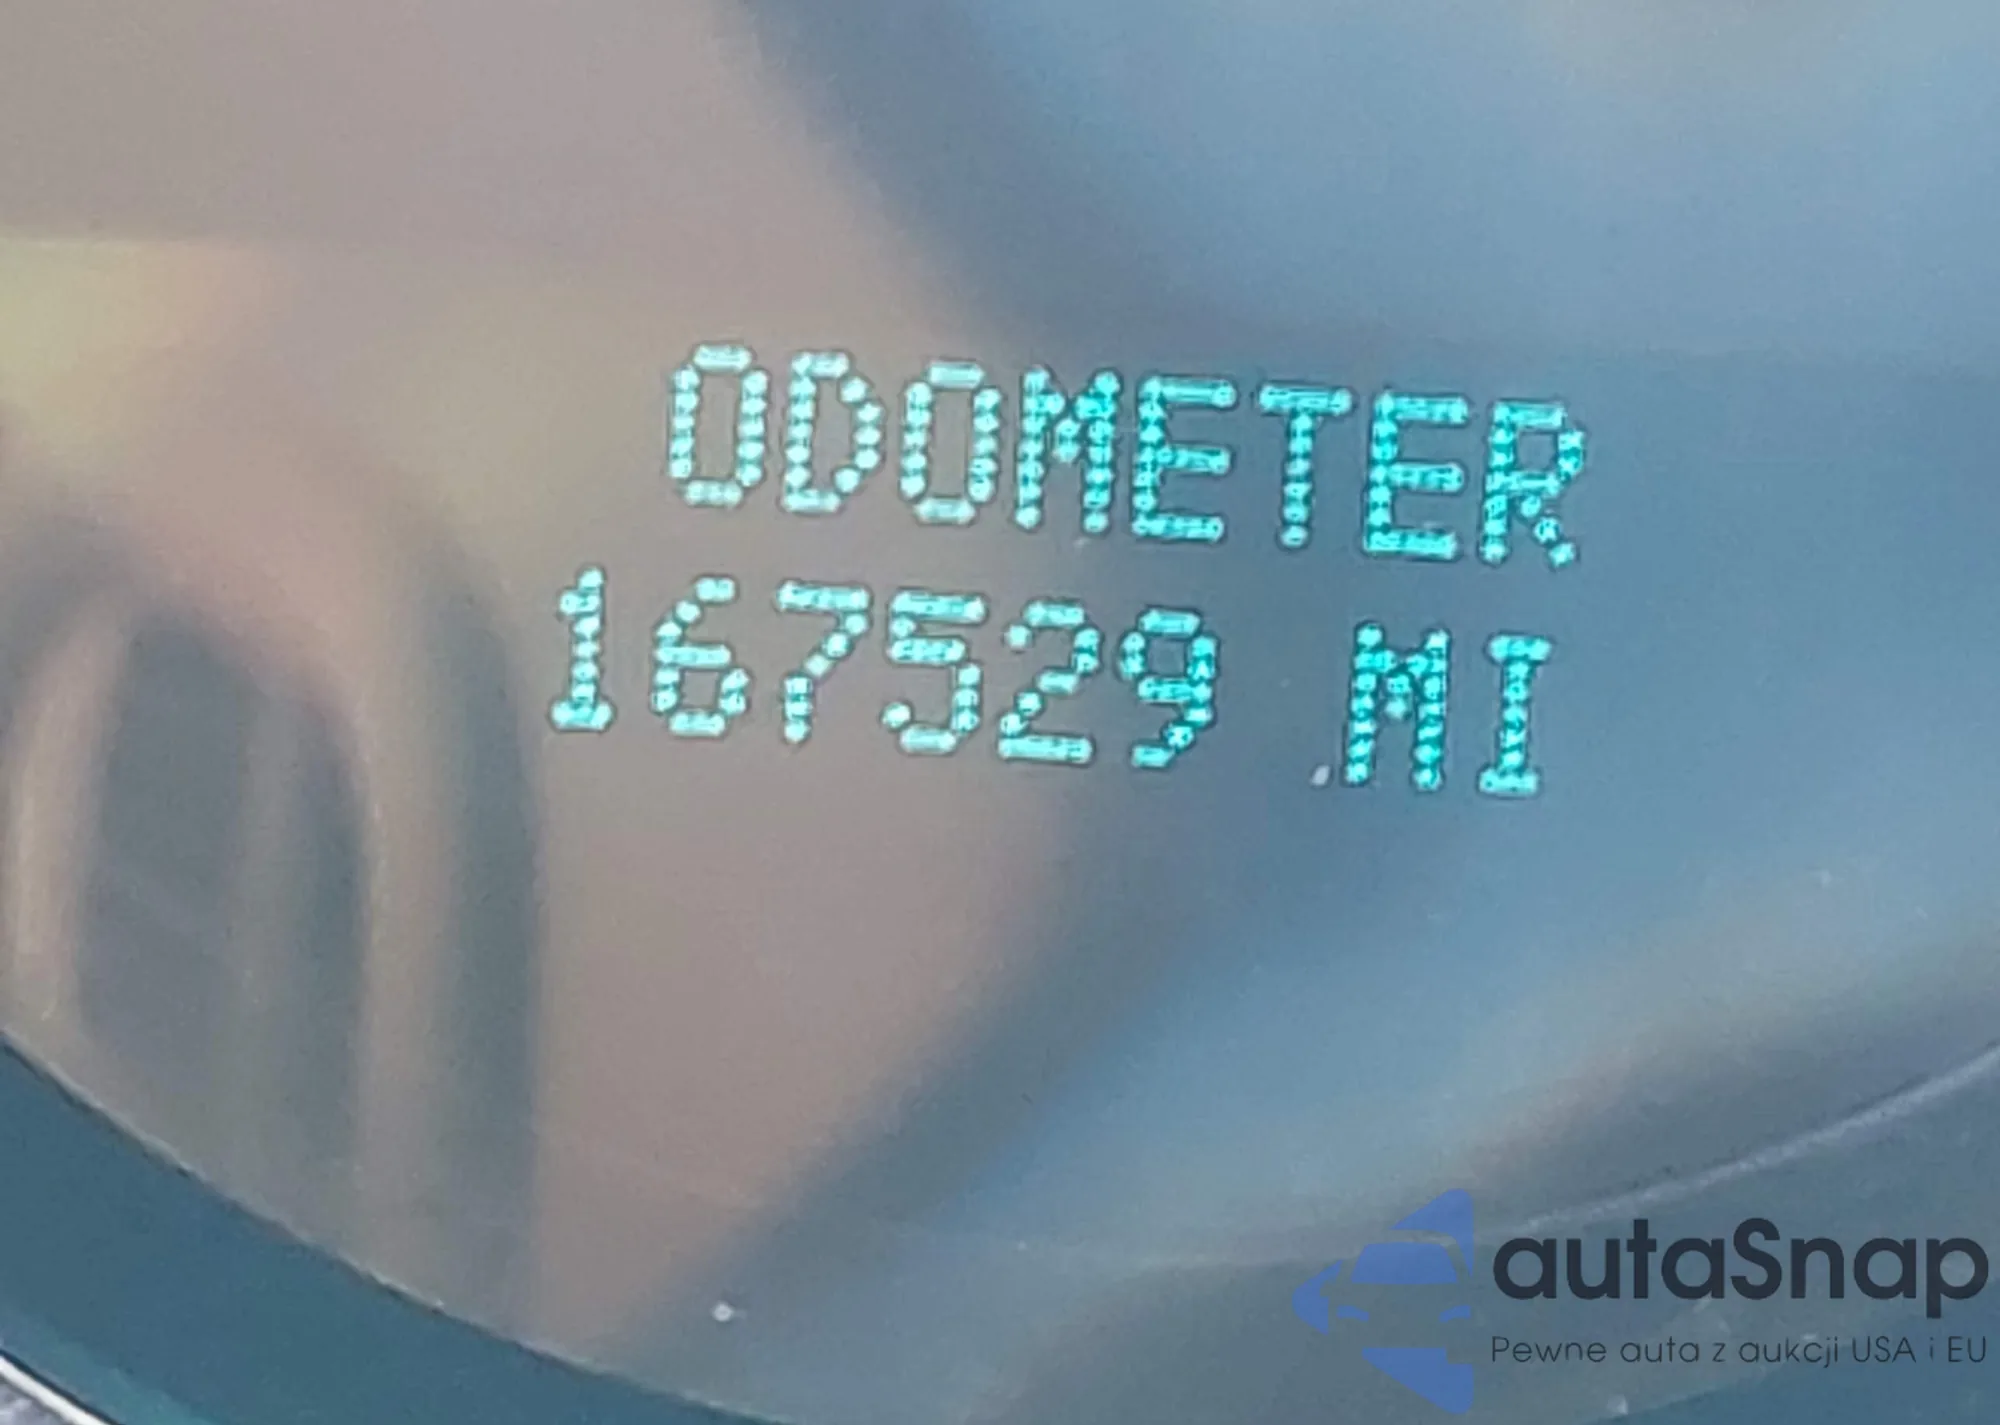 ODOMETER
167529 MI
autaSnap
Pewne auta z aukcji USA i EU